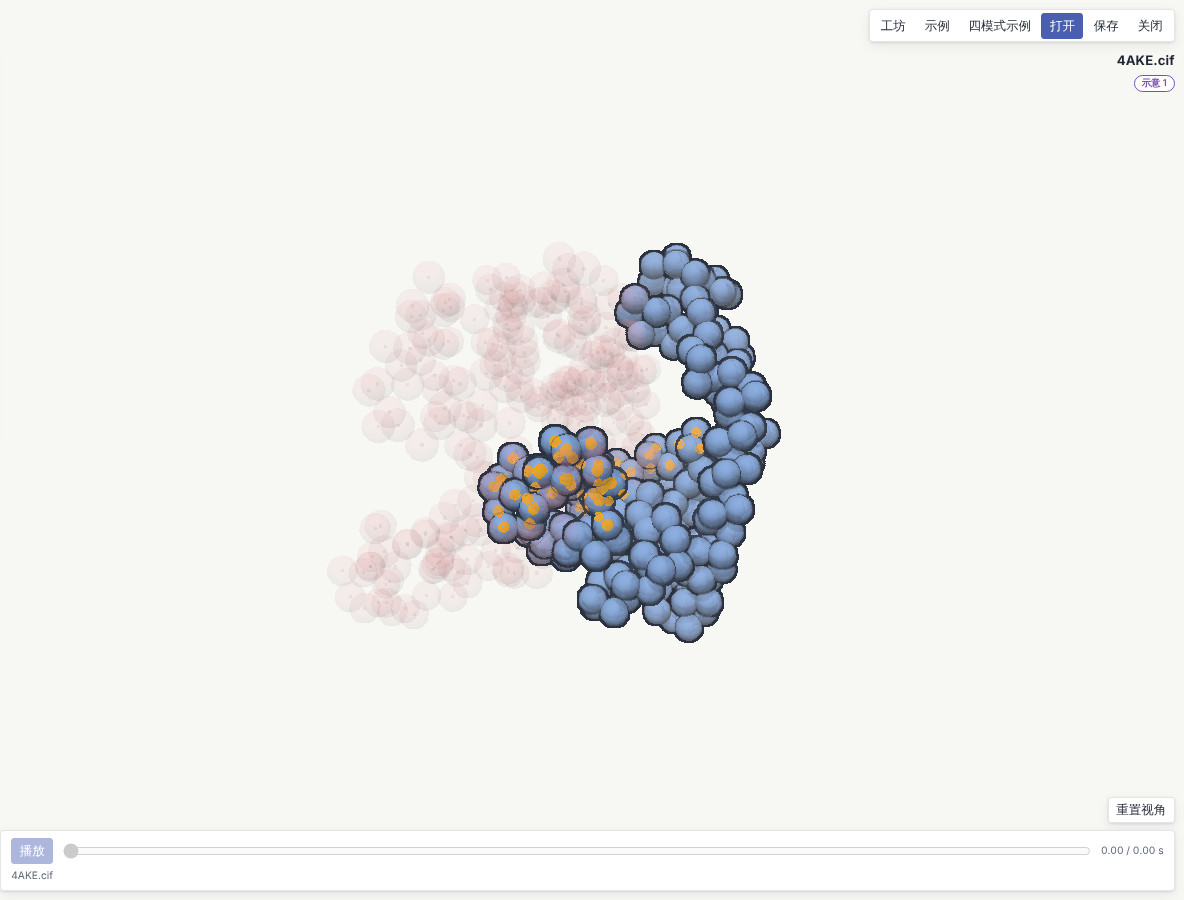 工坊 示例 四模式示例 打开 保存 关闭
4AKE.cif
示意 1
重置视角
播放 0.00 / 0.00 s
4AKE.cif